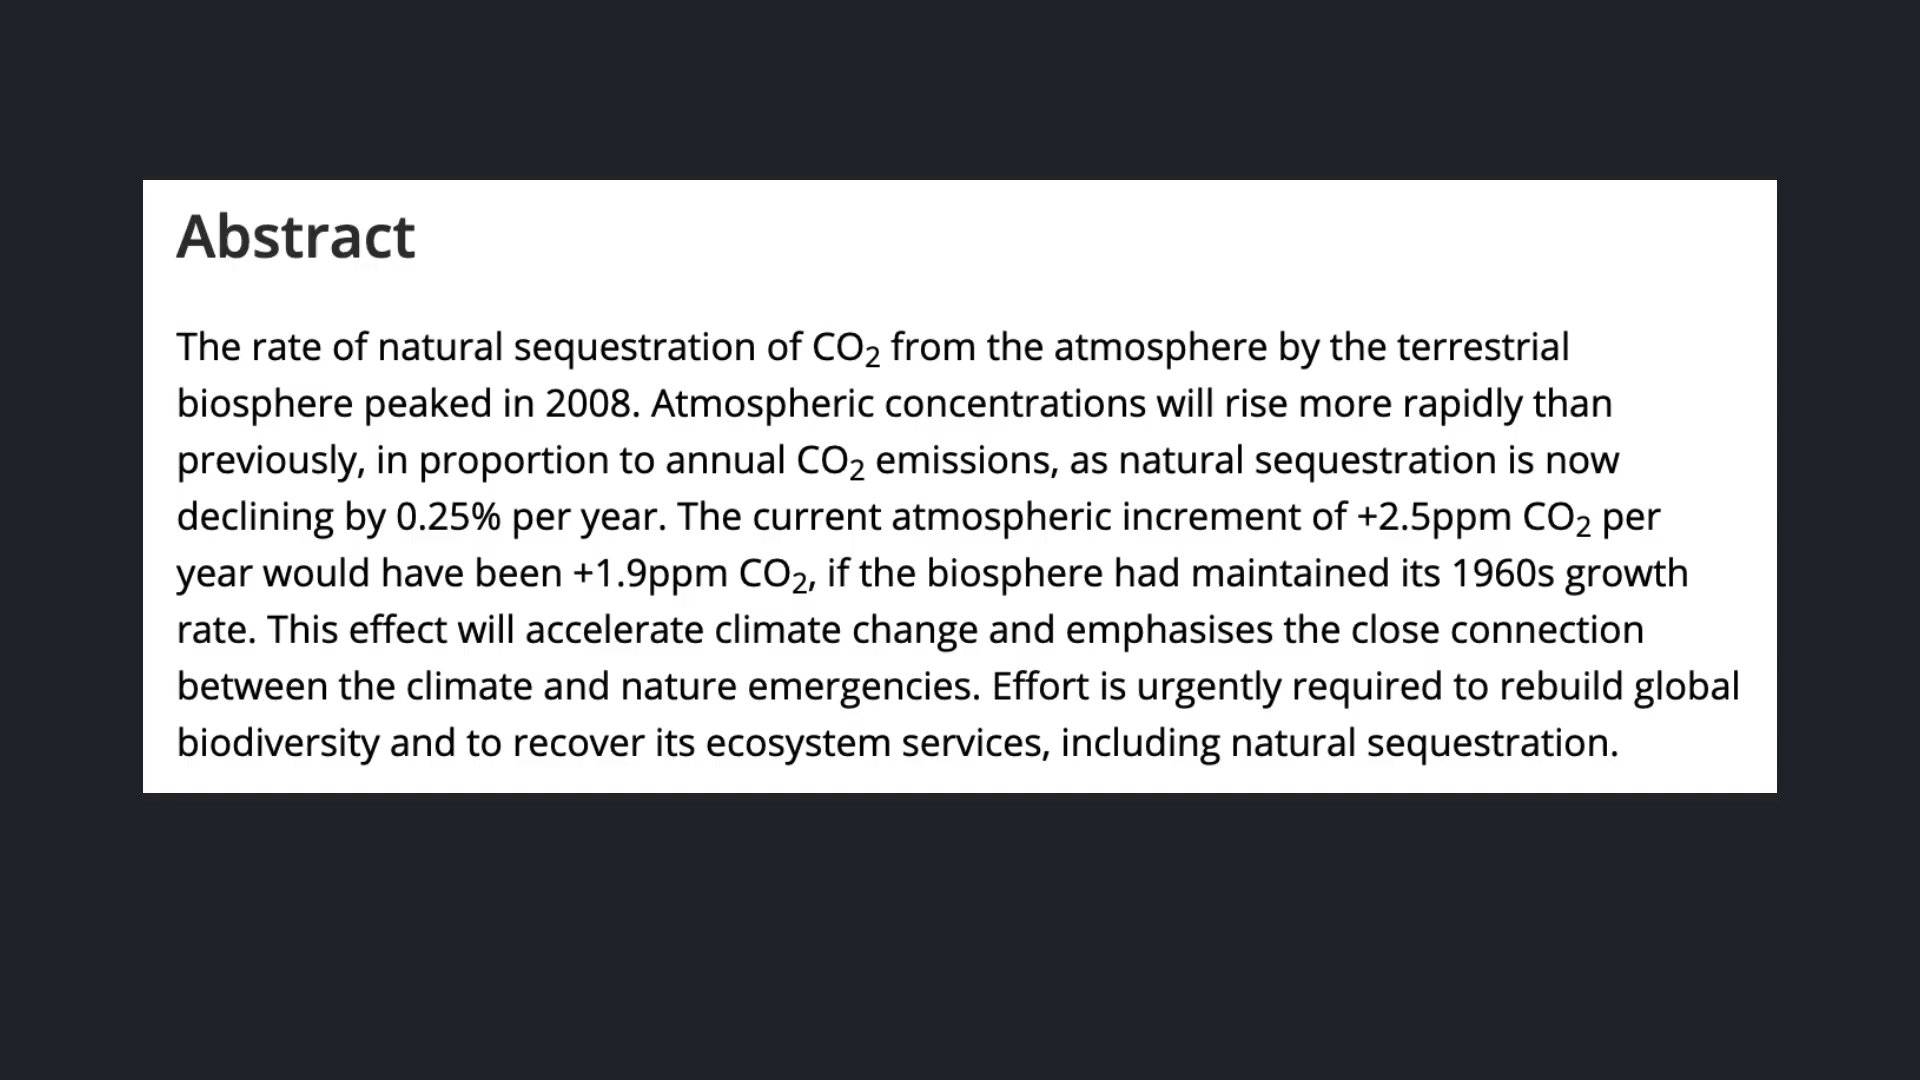 Abstract
The rate of natural sequestration of CO₂ from the atmosphere by the terrestrial
biosphere peaked in 2008. Atmospheric concentrations will rise more rapidly than
previously, in proportion to annual CO₂ emissions, as natural sequestration is now
declining by 0.25% per year. The current atmospheric increment of +2.5ppm CO₂ per
year would have been +1.9ppm CO₂, if the biosphere had maintained its 1960s growth
rate. This effect will accelerate climate change and emphasises the close connection
between the climate and nature emergencies. Effort is urgently required to rebuild global
biodiversity and to recover its ecosystem services, including natural sequestration.